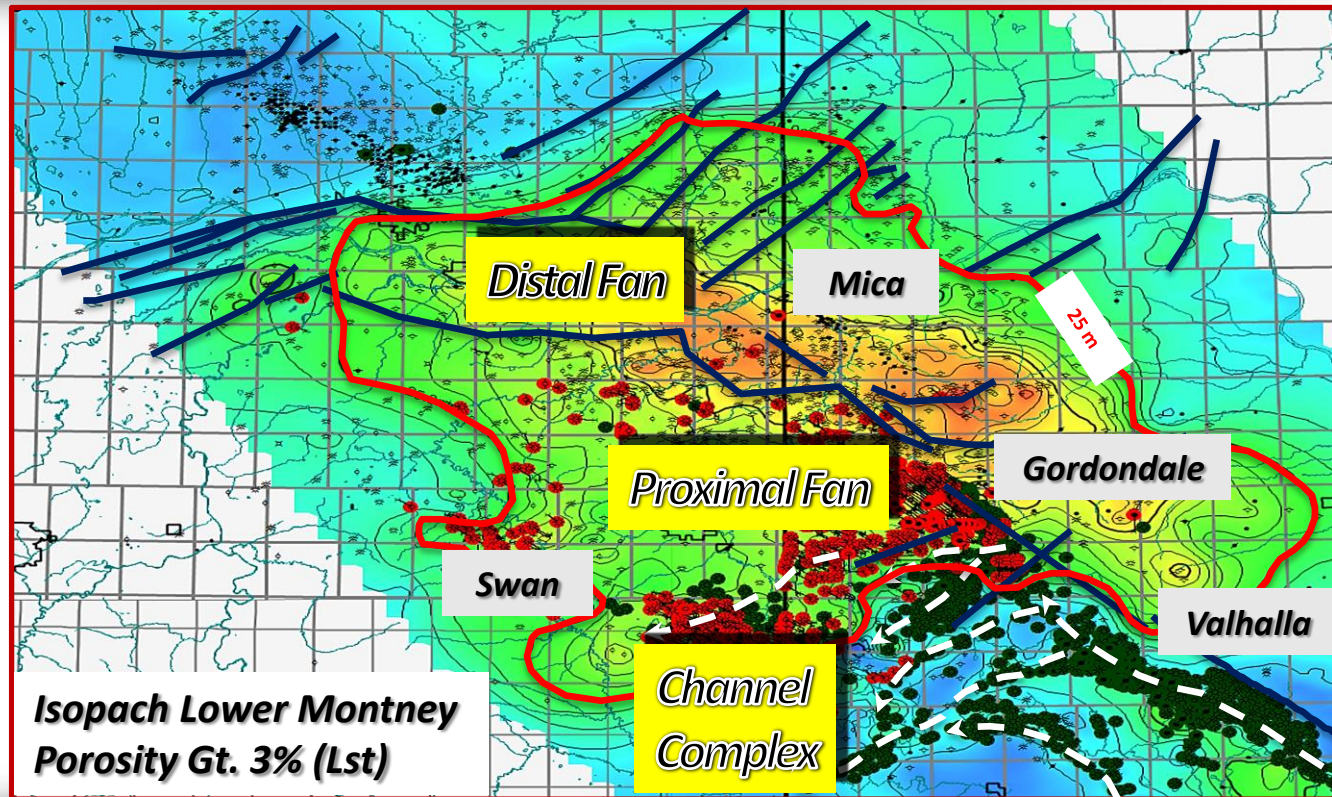 Distal Fan
Mica
25 m
Gordondale
Proximal Fan
Swan
Valhalla
Channel
Complex
Isopach Lower Montney
Porosity Gt. 3% (Lst)